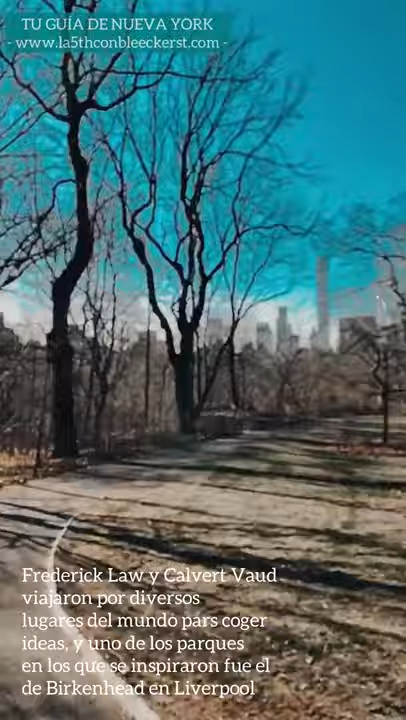 TU GUÍA DE NUEVA YORK
- www.la5thconbleeckerst.com -
Frederick Law y Calvert Vaud
viajaron por diversos
lugares del mundo pars coger
ideas, y uno de los parques
en los que se inspiraron fue el
de Birkenhead en Liverpool